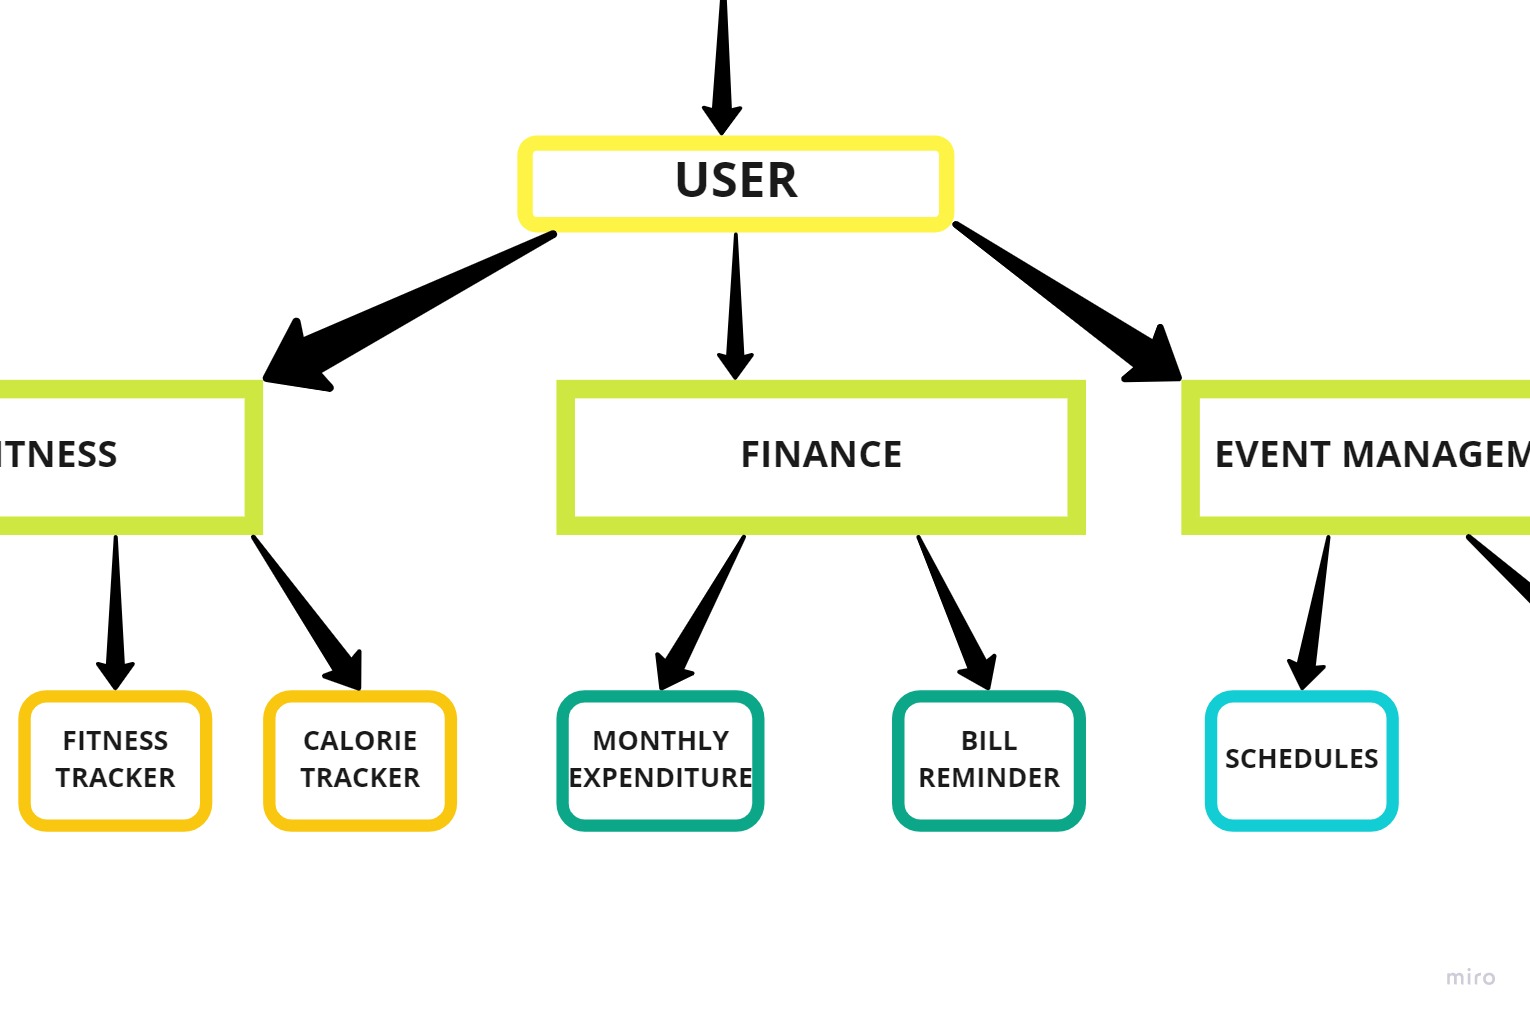 USER
ITNESS
FINANCE
EVENT MANAGEM
FITNESS
TRACKER
CALORIE
TRACKER
MONTHLY
EXPENDITURE
BILL
REMINDER
SCHEDULES
miro